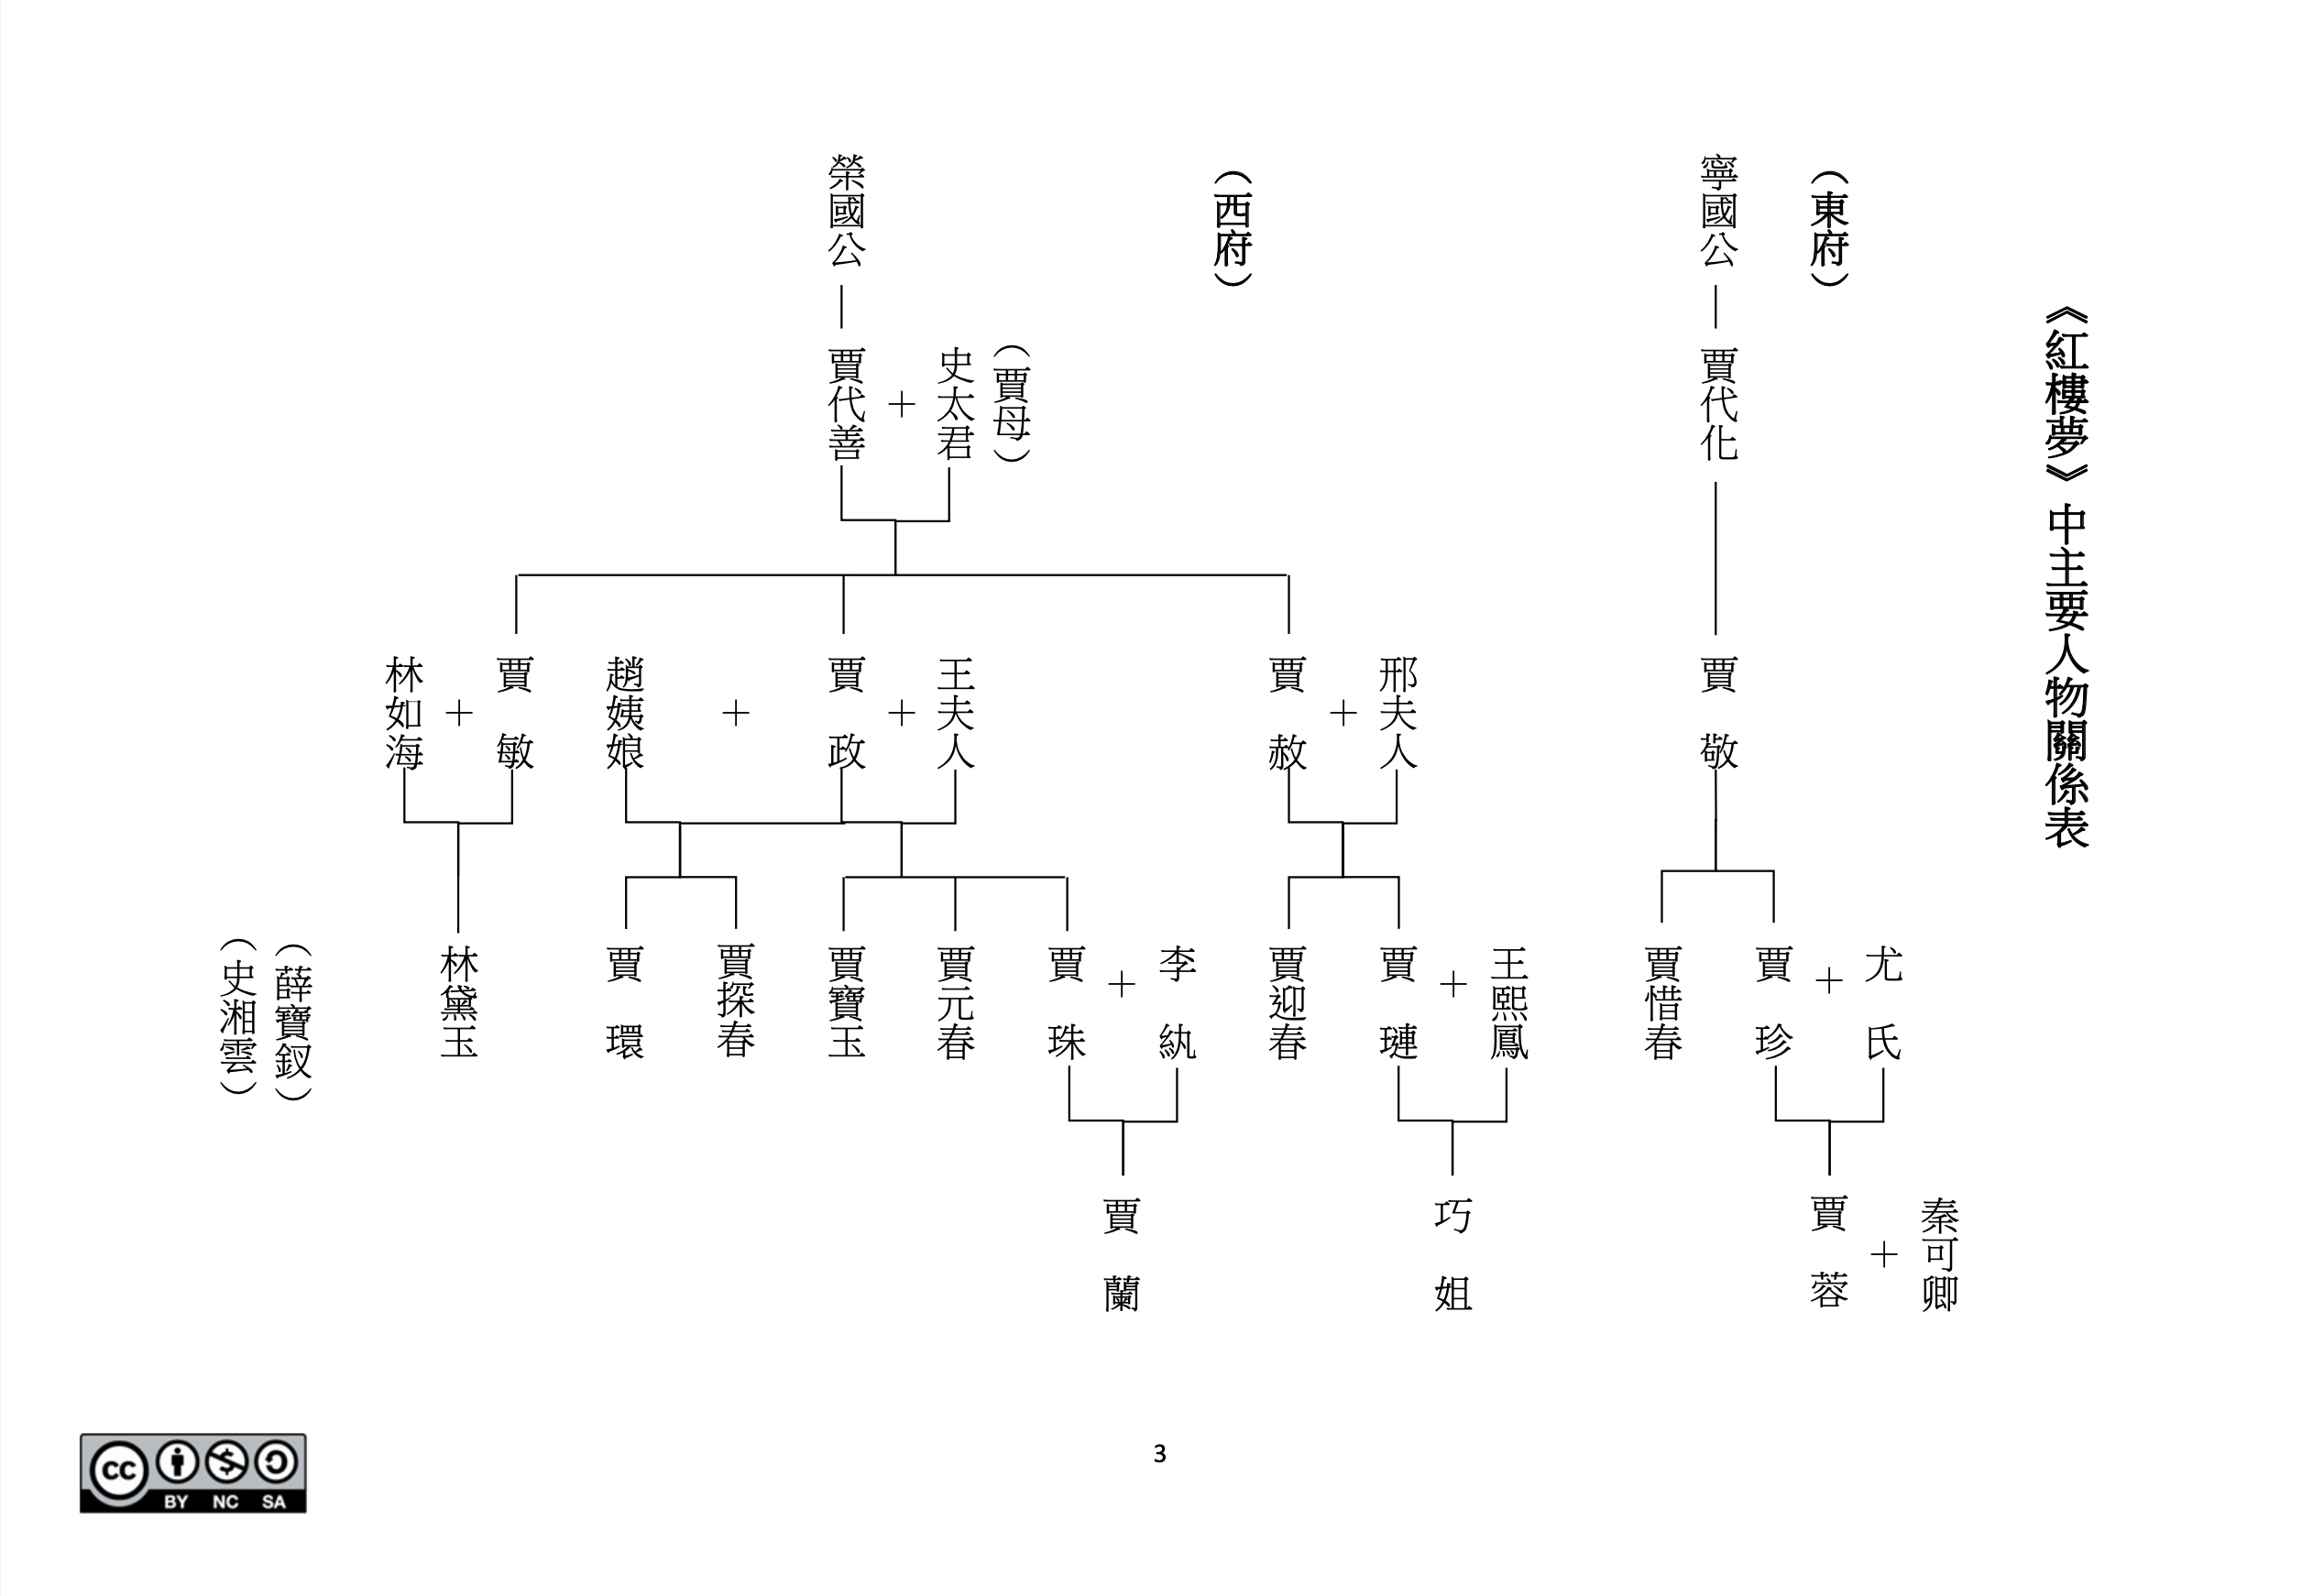 《紅樓夢》中主要人物關係表
（東府）
寧國公
賈代化
賈敬
尤氏
＋
賈珍
賈惜春
秦可卿
＋
賈蓉
（西府）
榮國公
（賈母）
史太君
＋
賈代善
邢夫人
＋
賈赦
王夫人
＋
賈政
＋
趙姨娘
賈敏
＋
林如海
王熙鳳
＋
賈璉
賈迎春
李紈
＋
賈珠
賈元春
賈寶玉
賈探春
賈環
林黛玉
（薛寶釵）
（史湘雲）
巧姐
賈蘭
3
CC BY NC SA